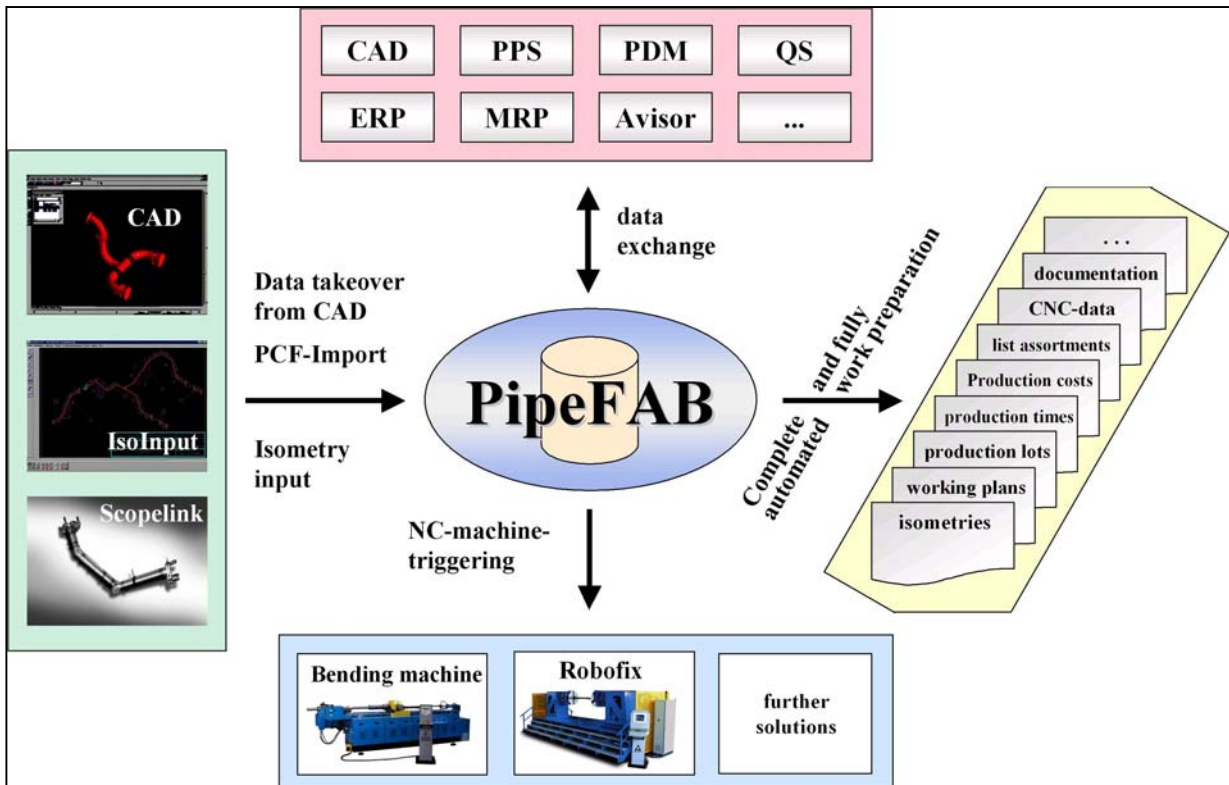 CAD
PPS
PDM
QS
ERP
MRP
Avisor
...
CAD
IsoInput
Scopelink
Data takeover
from CAD
PCF-Import
Isometry
input
data
exchange
PipeFAB
NC-machine-
triggering
Complete and fully
automated work preparation
. . .
documentation
CNC-data
list assortments
Production costs
production times
production lots
working plans
isometries
Bending machine
Robofix
further
solutions